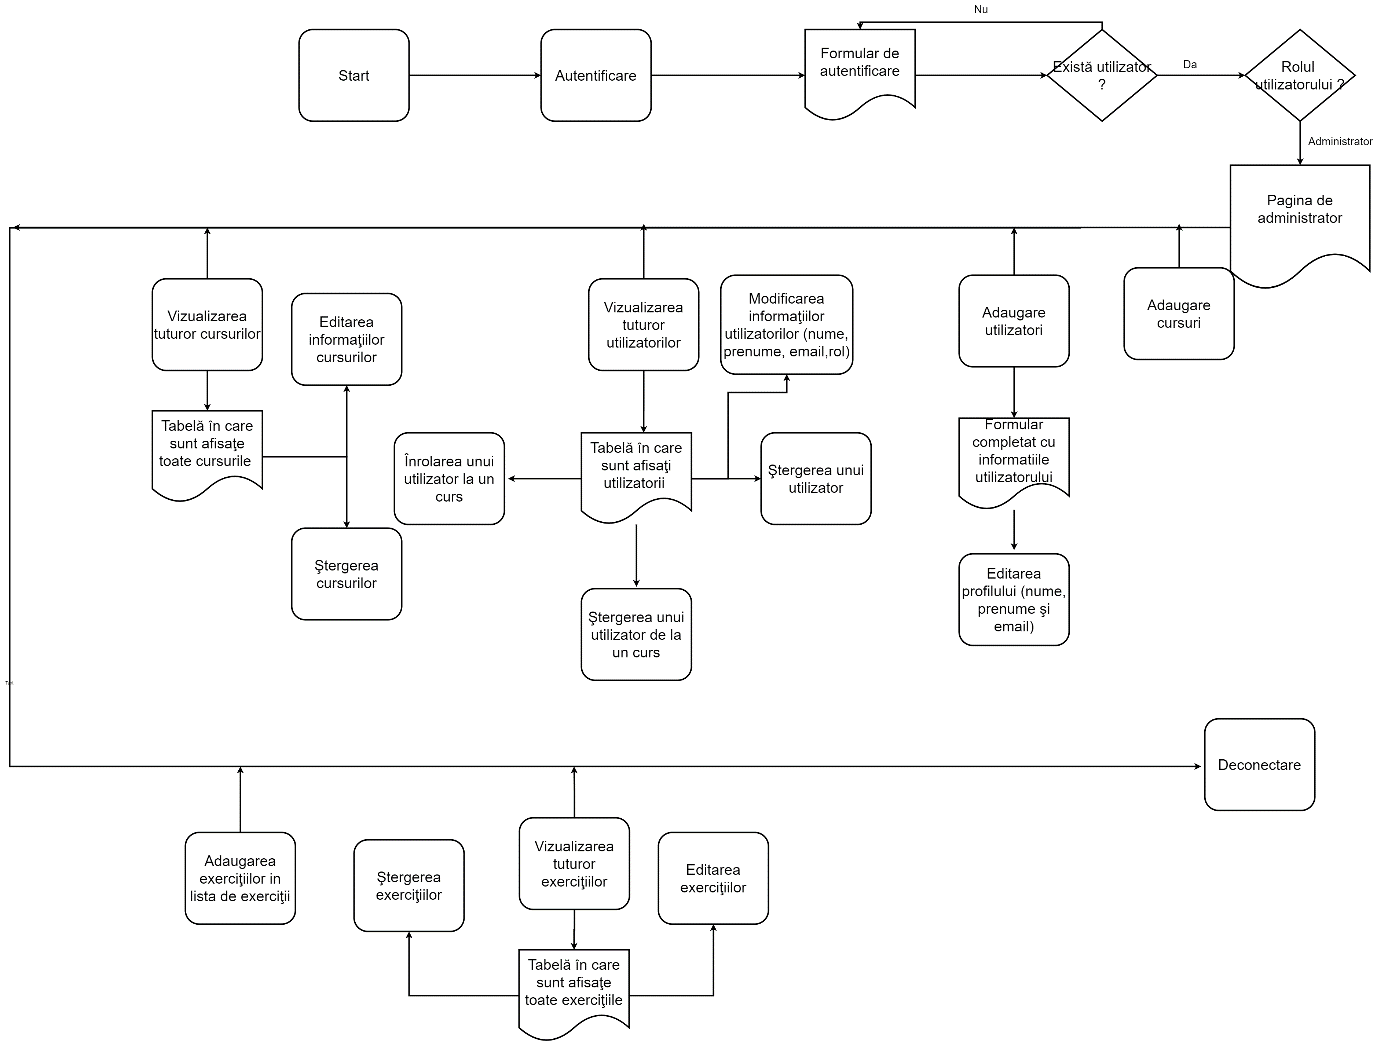 Nu
Start
Autentificare
Formular de
autentificare
Există utilizator
?
Da
Rolul
utilizatorului ?
Administrator
Pagina de
administrator
Vizualizarea
tuturor cursurilor
Editarea
informaţiilor
cursurilor
Vizualizarea
tuturor
utilizatorilor
Modificarea
informaţiilor
utilizatorilor (nume,
prenume, email,rol)
Adaugare
utilizatori
Adaugare
cursuri
Tabelă în care
sunt afisaţe
toate cursurile
Înrolarea unui
utilizator la un
curs
Tabelă în care
sunt afisaţi
utilizatorii
Ştergerea unui
utilizator
Formular
completat cu
informatiile
utilizatorului
Ştergerea
cursurilor
Ştergerea unui
utilizator de la
un curs
Editarea
profilului (nume,
prenume şi
email)
Deconectare
Adaugarea
exerciţiilor in
lista de exerciţii
Ştergerea
exerciţiilor
Vizualizarea
tuturor
exerciţiilor
Editarea
exerciţiilor
Tabelă în care
sunt afisaţe
toate exerciţiile